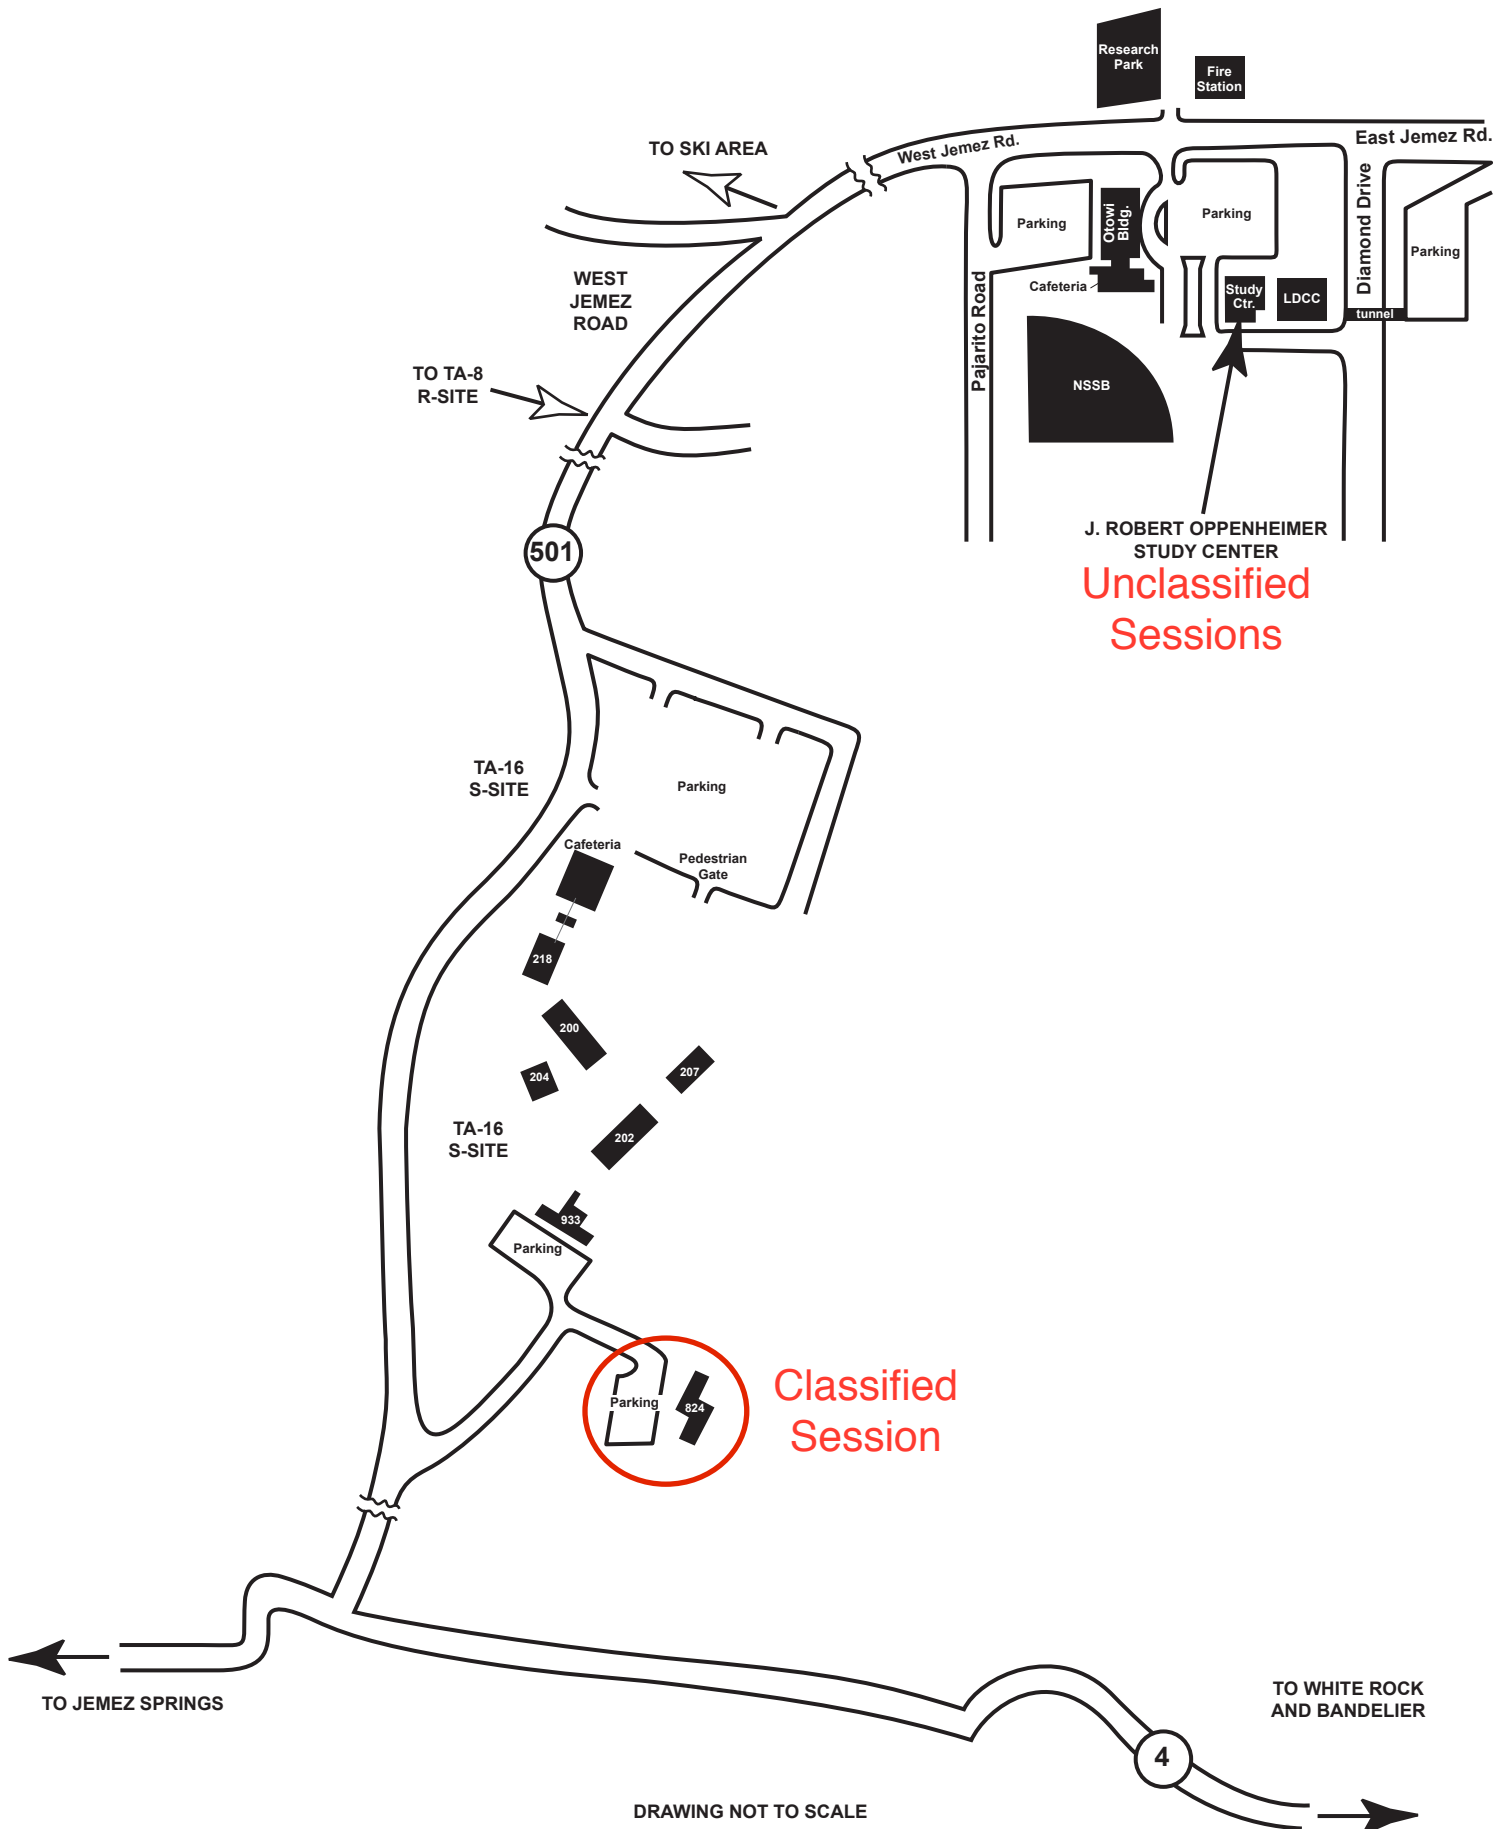 Research
Park
Fire
Station
East Jemez Rd.
West Jemez Rd.
TO SKI AREA
Diamond Drive
Parking
Otowi
Bldg.
Parking
Parking
WEST
JEMEZ
ROAD
Pajarito Road
Cafeteria
Study
Ctr.
LDCC
tunnel
TO TA-8
R-SITE
NSSB
J. ROBERT OPPENHEIMER
STUDY CENTER
Unclassified
Sessions
501
TA-16
S-SITE
Parking
Cafeteria
Pedestrian
Gate
218
200
204
207
TA-16
S-SITE
202
933
Parking
Classified
Session
Parking
824
TO JEMEZ SPRINGS
TO WHITE ROCK
AND BANDELIER
4
DRAWING NOT TO SCALE